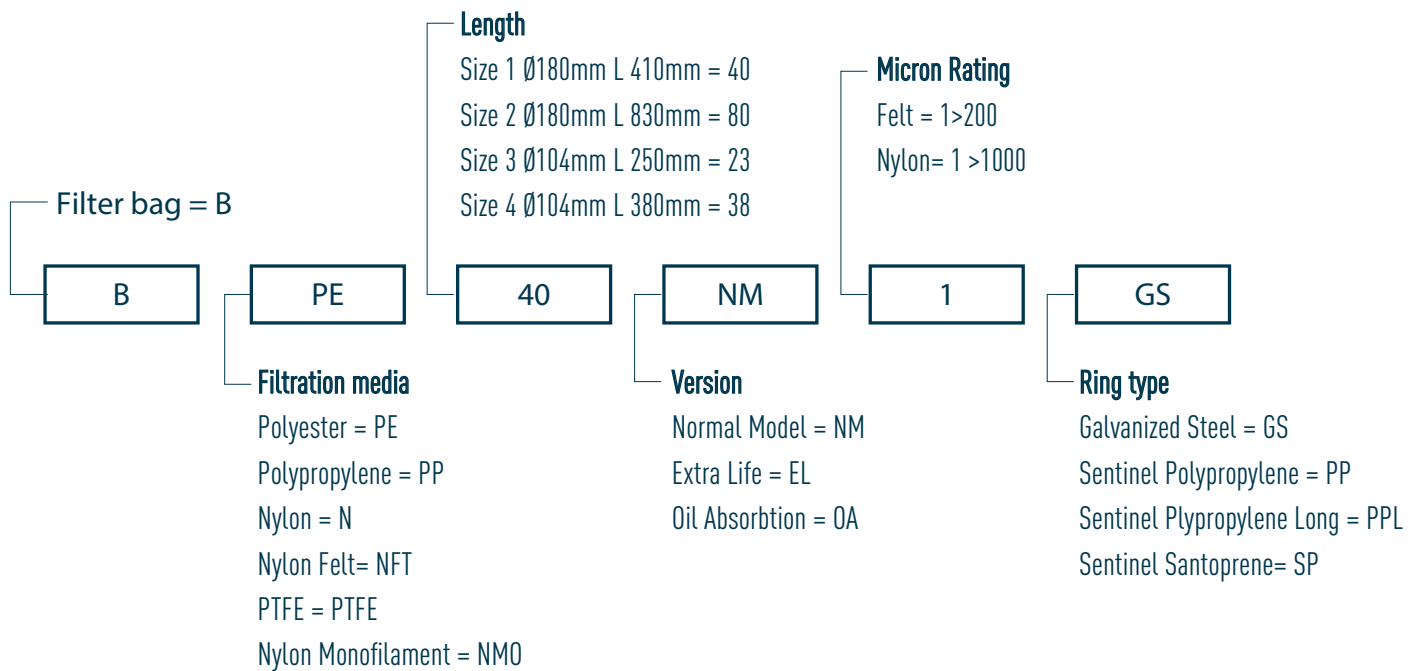 Length
Size 1 Ø180mm L 410mm = 40
Size 2 Ø180mm L 830mm = 80
Size 3 Ø104mm L 250mm = 23
Size 4 Ø104mm L 380mm = 38
Micron Rating
Felt = 1>200
Nylon= 1 >1000
Filter bag = B
B
PE
40
NM
1
GS
Filtration media
Polyester = PE
Polypropylene = PP
Nylon = N
Nylon Felt= NFT
PTFE = PTFE
Nylon Monofilament = NMO
Version
Normal Model = NM
Extra Life = EL
Oil Absorbtion = OA
Ring type
Galvanized Steel = GS
Sentinel Polypropylene = PP
Sentinel Plypropylene Long = PPL
Sentinel Santoprene= SP